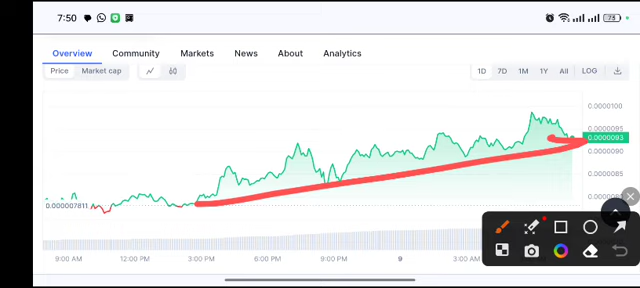 7:50
73
Overview Community Markets News About Analytics
Price Market cap
1D 7D 1M 1Y All LOG
0.0000100
0.0000095
0.0000093
0.0000090
0.0000085
0.000007811
9:00 AM 12:00 PM 3:00 PM 6:00 PM 9:00 PM 9 3:00 AM